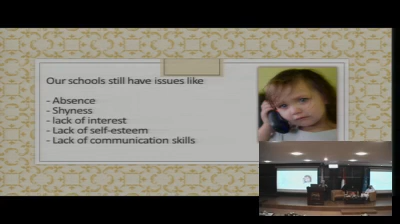 Our schools still have issues like
- Absence
- Shyness
- lack of interest
- Lack of self-esteem
- Lack of communication skills